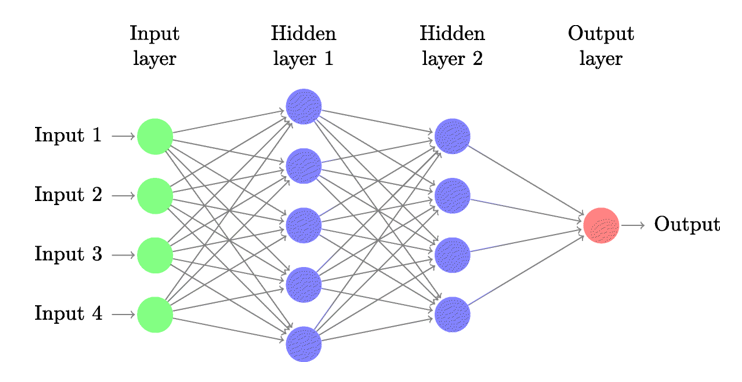 Input
layer
Hidden
layer 1
Hidden
layer 2
Output
layer
Input 1
Input 2
Input 3
Input 4
Output